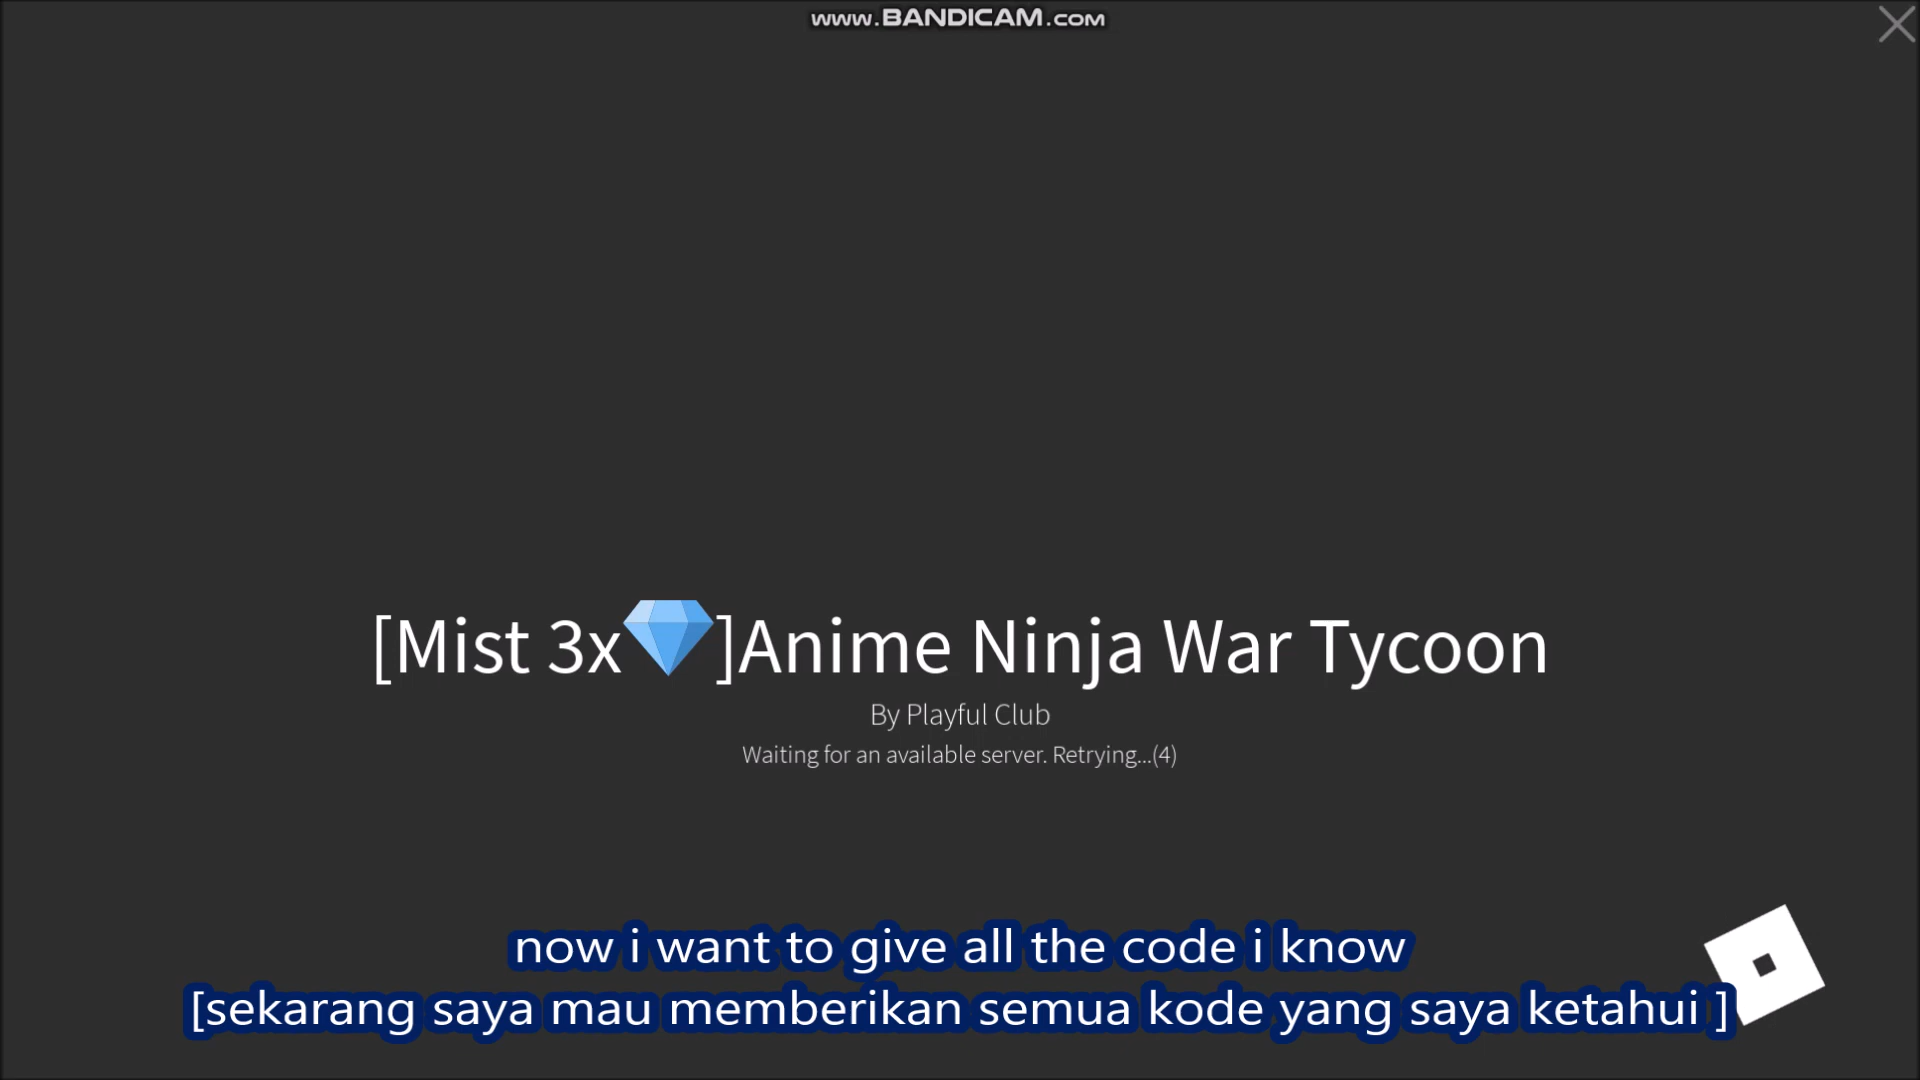 www.BANDICAM.com
[Mist 3x💎]Anime Ninja War Tycoon
By Playful Club
Waiting for an available server. Retrying...(4)
now i want to give all the code i know
[sekarang saya mau memberikan semua kode yang saya ketahui ]